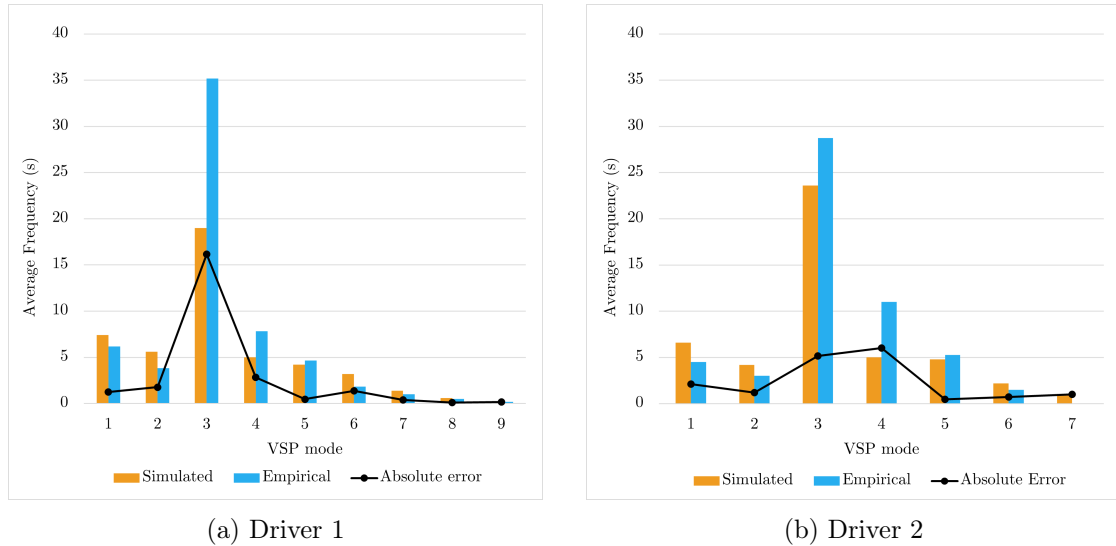 40
35
30
25
20
15
10
5
0
Average Frequency (s)
1 2 3 4 5 6 7 8 9
VSP mode
Simulated Empirical Absolute error
(a) Driver 1
40
35
30
25
20
15
10
5
0
Average Frequency (s)
1 2 3 4 5 6 7
VSP mode
Simulated Empirical Absolute Error
(b) Driver 2